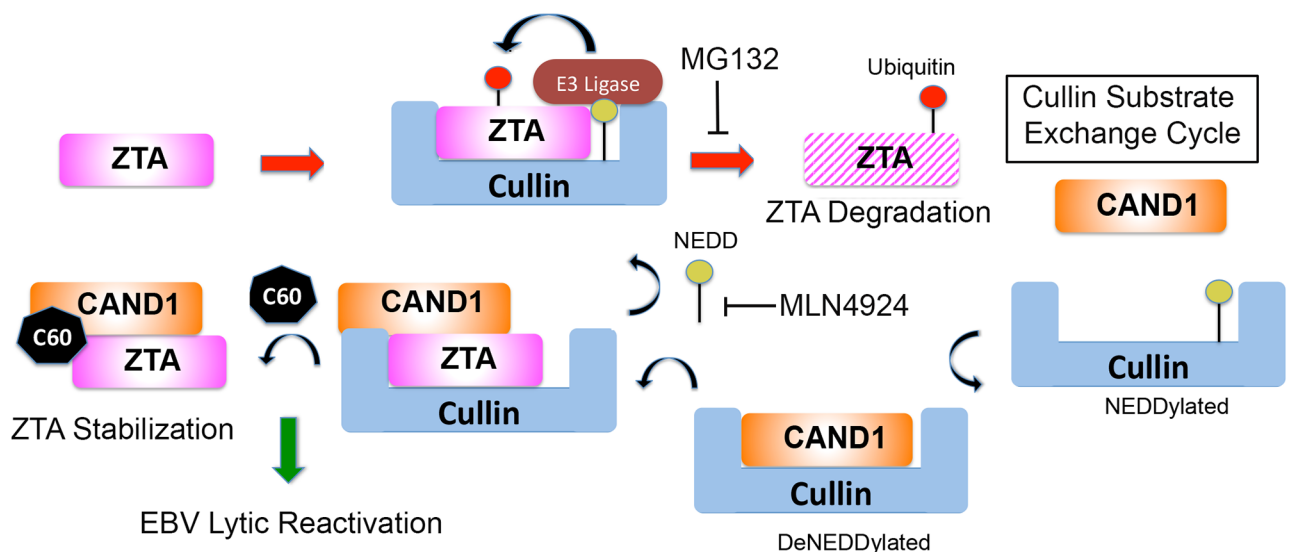 ZTA
E3 Ligase
ZTA
Cullin
MG132
Ubiquitin
ZTA
ZTA Degradation
Cullin Substrate
Exchange Cycle
CAND1
NEDD
MLN4924
Cullin
NEDDylated
CAND1
C60
ZTA
ZTA Stabilization
C60
CAND1
ZTA
Cullin
CAND1
Cullin
DeNEDDylated
EBV Lytic Reactivation